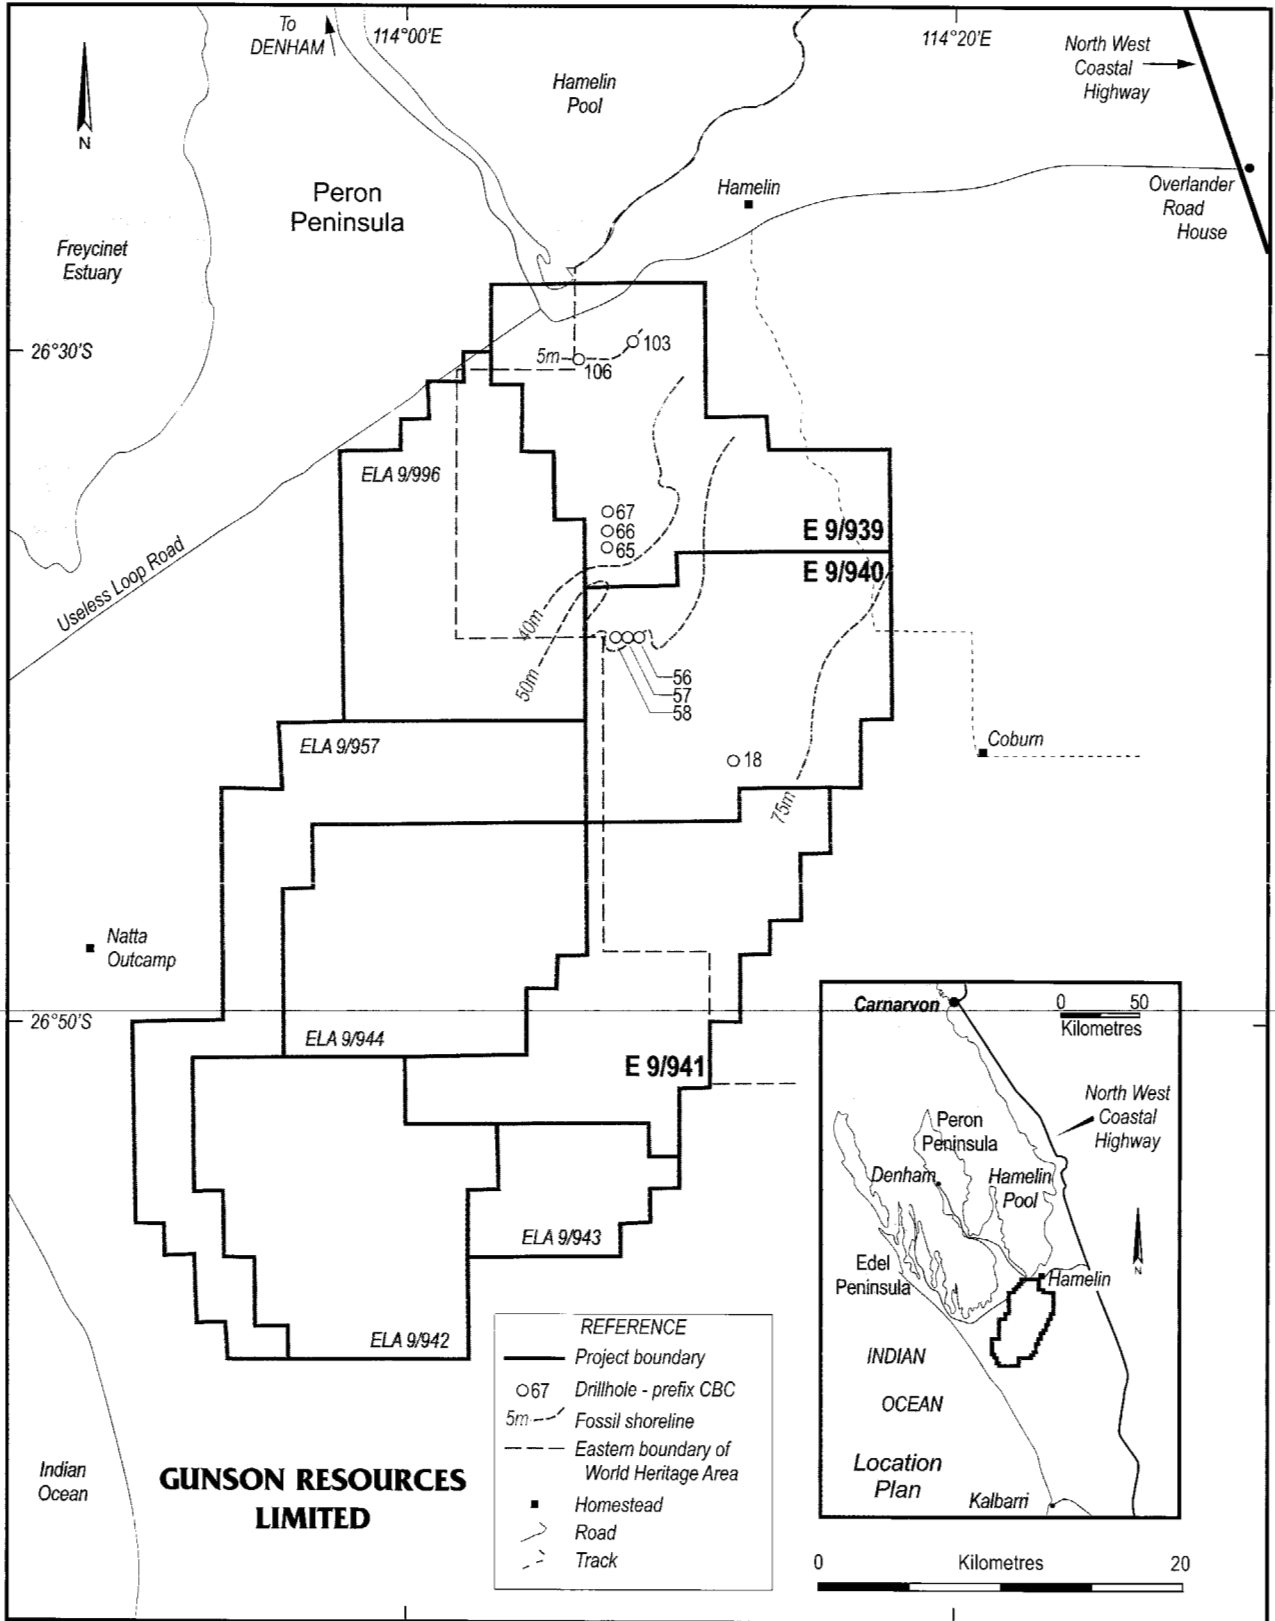 To
DENHAM
114°00'E
114°20'E
North West
Coastal
Highway
Hamelin
Pool
N
Peron
Peninsula
Hamelin
Overlander
Road
House
Freycinet
Estuary
26°30'S
5m
103
106
ELA 9/996
67
66
65
E 9/939
E 9/940
Useless Loop Road
40m
50m
56
57
58
ELA 9/957
18
Coburn
75m
Natta
Outcamp
26°50'S
ELA 9/944
E 9/941
ELA 9/943
ELA 9/942
Carnarvon
0 50
Kilometres
North West
Coastal
Highway
Peron
Peninsula
Denham
Hamelin
Pool
N
Edel
Peninsula
Hamelin
INDIAN
OCEAN
Location
Plan
Kalbarri
REFERENCE
Project boundary
67 Drillhole - prefix CBC
5m Fossil shoreline
Eastern boundary of
World Heritage Area
Homestead
Road
Track
Indian
Ocean
GUNSON RESOURCES
LIMITED
0 Kilometres 20